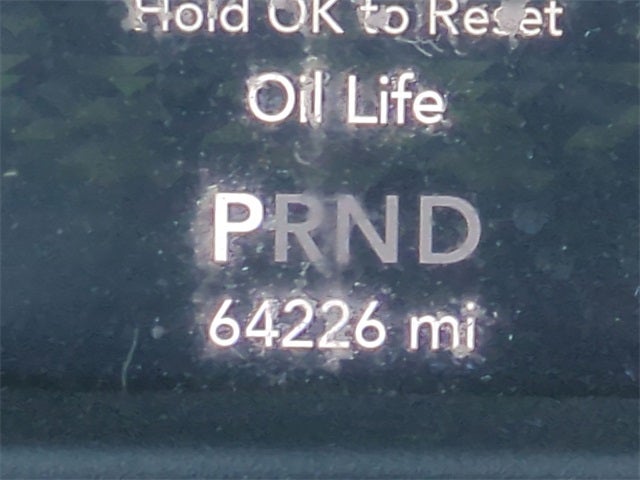 Hold OK to Reset
Oil Life
PRND
64226 mi